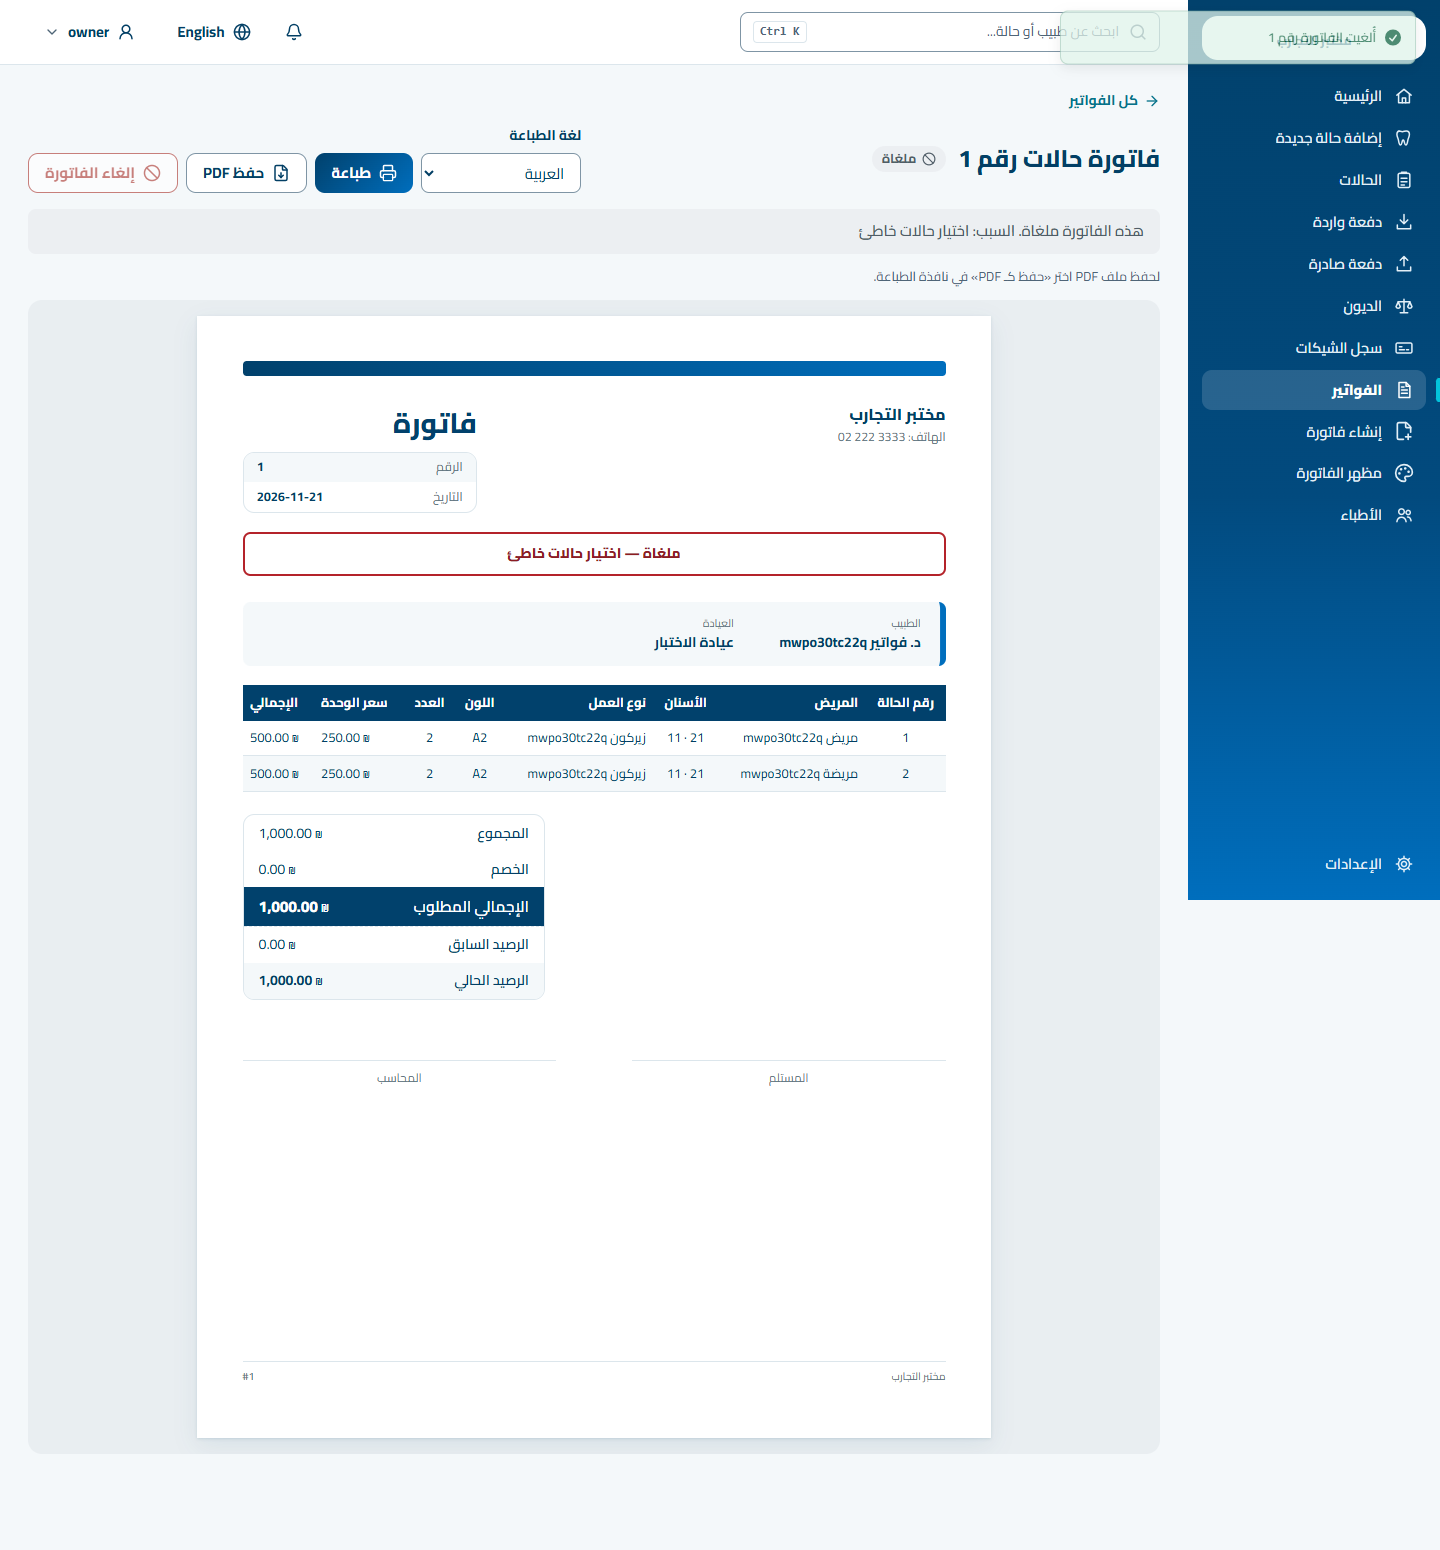 ألغيت الفاتورة رقم 1
ابحث عن طبيب أو حالة...
Ctrl K
English
owner
الرئيسية
إضافة حالة جديدة
الحالات
دفعة واردة
دفعة صادرة
الديون
سجل الشيكات
الفواتير
إنشاء فاتورة
مظهر الفاتورة
الأطباء
الإعدادات
كل الفواتير
فاتورة حالات رقم 1
ملغاة
لغة الطباعة
العربية
طباعة
حفظ PDF
إلغاء الفاتورة
هذه الفاتورة ملغاة. السبب: اختيار حالات خاطئ
لحفظ ملف PDF اختر «حفظ كـ PDF» في نافذة الطباعة.
مختبر التجارب
الهاتف: 02 222 3333
فاتورة
الرقم 1
التاريخ 2026-11-21
ملغاة — اختيار حالات خاطئ
الطبيب العيادة
د. فواتير mwpo30tc22q عيادة الاختبار
رقم الحالة المريض الأسنان نوع العمل اللون العدد سعر الوحدة الإجمالي
1 مريض mwpo30tc22q 11 · 21 زيركون mwpo30tc22q A2 2 250.00 ₪ 500.00 ₪
2 مريضة mwpo30tc22q 11 · 21 زيركون mwpo30tc22q A2 2 250.00 ₪ 500.00 ₪
المجموع 1,000.00 ₪
الخصم 0.00 ₪
الإجمالي المطلوب 1,000.00 ₪
الرصيد السابق 0.00 ₪
الرصيد الحالي 1,000.00 ₪
المستلم المحاسب
مختبر التجارب #1